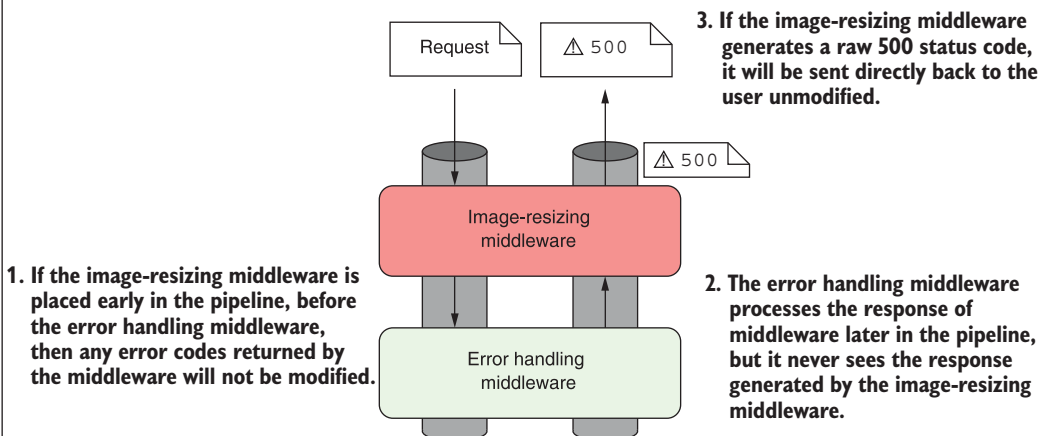 Request
⚠ 500
3. If the image-resizing middleware
generates a raw 500 status code,
it will be sent directly back to the
user unmodified.
⚠ 500
Image-resizing
middleware
1. If the image-resizing middleware is
placed early in the pipeline, before
the error handling middleware,
then any error codes returned by
the middleware will not be modified.
2. The error handling middleware
processes the response of
middleware later in the pipeline,
but it never sees the response
generated by the image-resizing
middleware.
Error handling
middleware